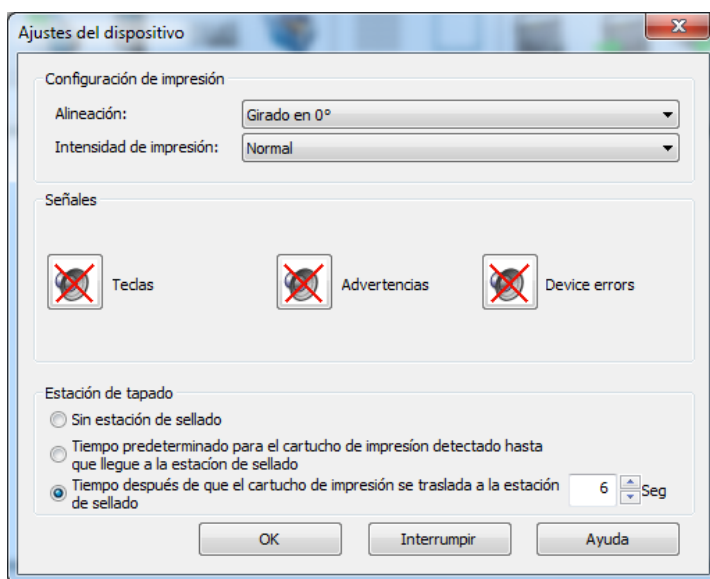 Ajustes del dispositivo
Configuración de impresión
Alineación:
Girado en 0°
Intensidad de impresión:
Normal
Señales
Teclas
Advertencias
Device errors
Estación de tapado
Sin estación de sellado
Tiempo predeterminado para el cartucho de impresíon detectado hasta
que llegue a la estacíon de sellado
Tiempo después de que el cartucho de impresión se traslada a la estación
de sellado
6
Seg
OK
Interrumpir
Ayuda